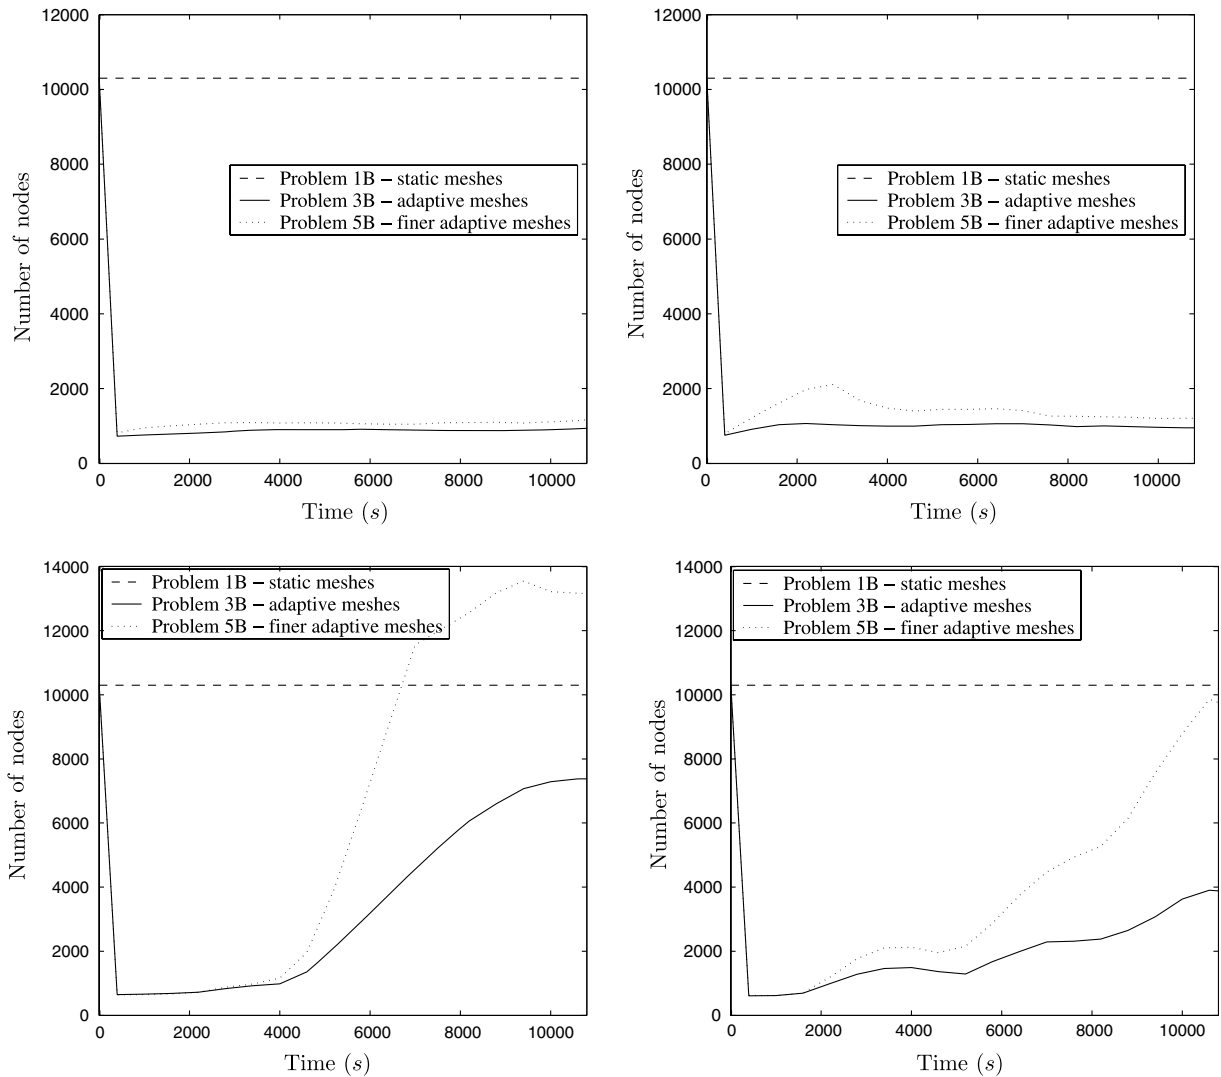 12000
10000
8000
6000
4000
2000
0
Number of nodes
Problem 1B – static meshes
Problem 3B – adaptive meshes
Problem 5B – finer adaptive meshes
0 2000 4000 6000 8000 10000
Time (s)
12000
10000
8000
6000
4000
2000
0
Number of nodes
Problem 1B – static meshes
Problem 3B – adaptive meshes
Problem 5B – finer adaptive meshes
0 2000 4000 6000 8000 10000
Time (s)
14000
12000
10000
8000
6000
4000
2000
0
Number of nodes
Problem 1B – static meshes
Problem 3B – adaptive meshes
Problem 5B – finer adaptive meshes
0 2000 4000 6000 8000 10000
Time (s)
14000
12000
10000
8000
6000
4000
2000
0
Number of nodes
Problem 1B – static meshes
Problem 3B – adaptive meshes
Problem 5B – finer adaptive meshes
0 2000 4000 6000 8000 10000
Time (s)